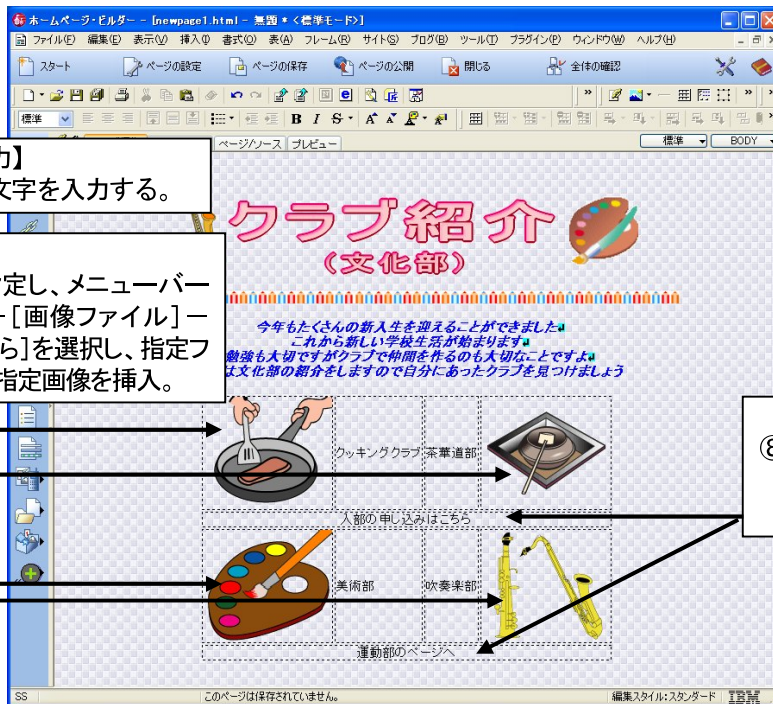 ホームページ・ビルダー - [newpage1.html - 無題 * <標準モード>]
ファイル(F) 編集(E) 表示(V) 挿入(I) 書式(O) 表(A) フレーム(R) サイト(S) ブログ(B) ツール(T) プラグイン(P) ウィンドウ(W) ヘルプ(H)
スタート ページの設定 ページの保存 ページの公開 閉じる 全体の確認
標準 B I S A A
ページ/ソース プレビュー 標準 BODY
力】
文字を入力する。
クラブ紹介
(文化部)
定し、メニューバー
-[画像ファイル]-
ら]を選択し、指定フ
指定画像を挿入。
今年もたくさんの新入生を迎えることができました
これから新しい学校生活が始まります
勉強も大切ですがクラブで仲間を作るのも大切なことですよ
は文化部の紹介をしますので自分にあったクラブを見つけましょう
クッキングクラブ 茶華道部
⑧
入部の申し込みはこちら
美術部 吹奏楽部
運動部のページへ
SS このページは保存されていません。 編集スタイル:スタンダード IBM